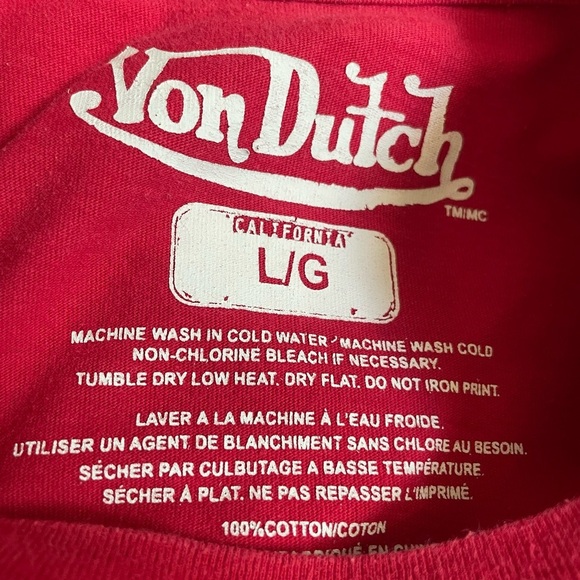 Von Dutch
TM/MC
CALIFORNIA
L/G
MACHINE WASH IN COLD WATER / MACHINE WASH COLD
NON-CHLORINE BLEACH IF NECESSARY.
TUMBLE DRY LOW HEAT. DRY FLAT. DO NOT IRON PRINT.
LAVER A LA MACHINE À L'EAU FROIDE.
UTILISER UN AGENT DE BLANCHIMENT SANS CHLORE AU BESOIN.
SÉCHER PAR CULBUTAGE A BASSE TEMPÉRATURE.
SÉCHER À PLAT. NE PAS REPASSER L'IMPRIMÉ.
100%COTTON/COTON
FABRIQUÉ EN